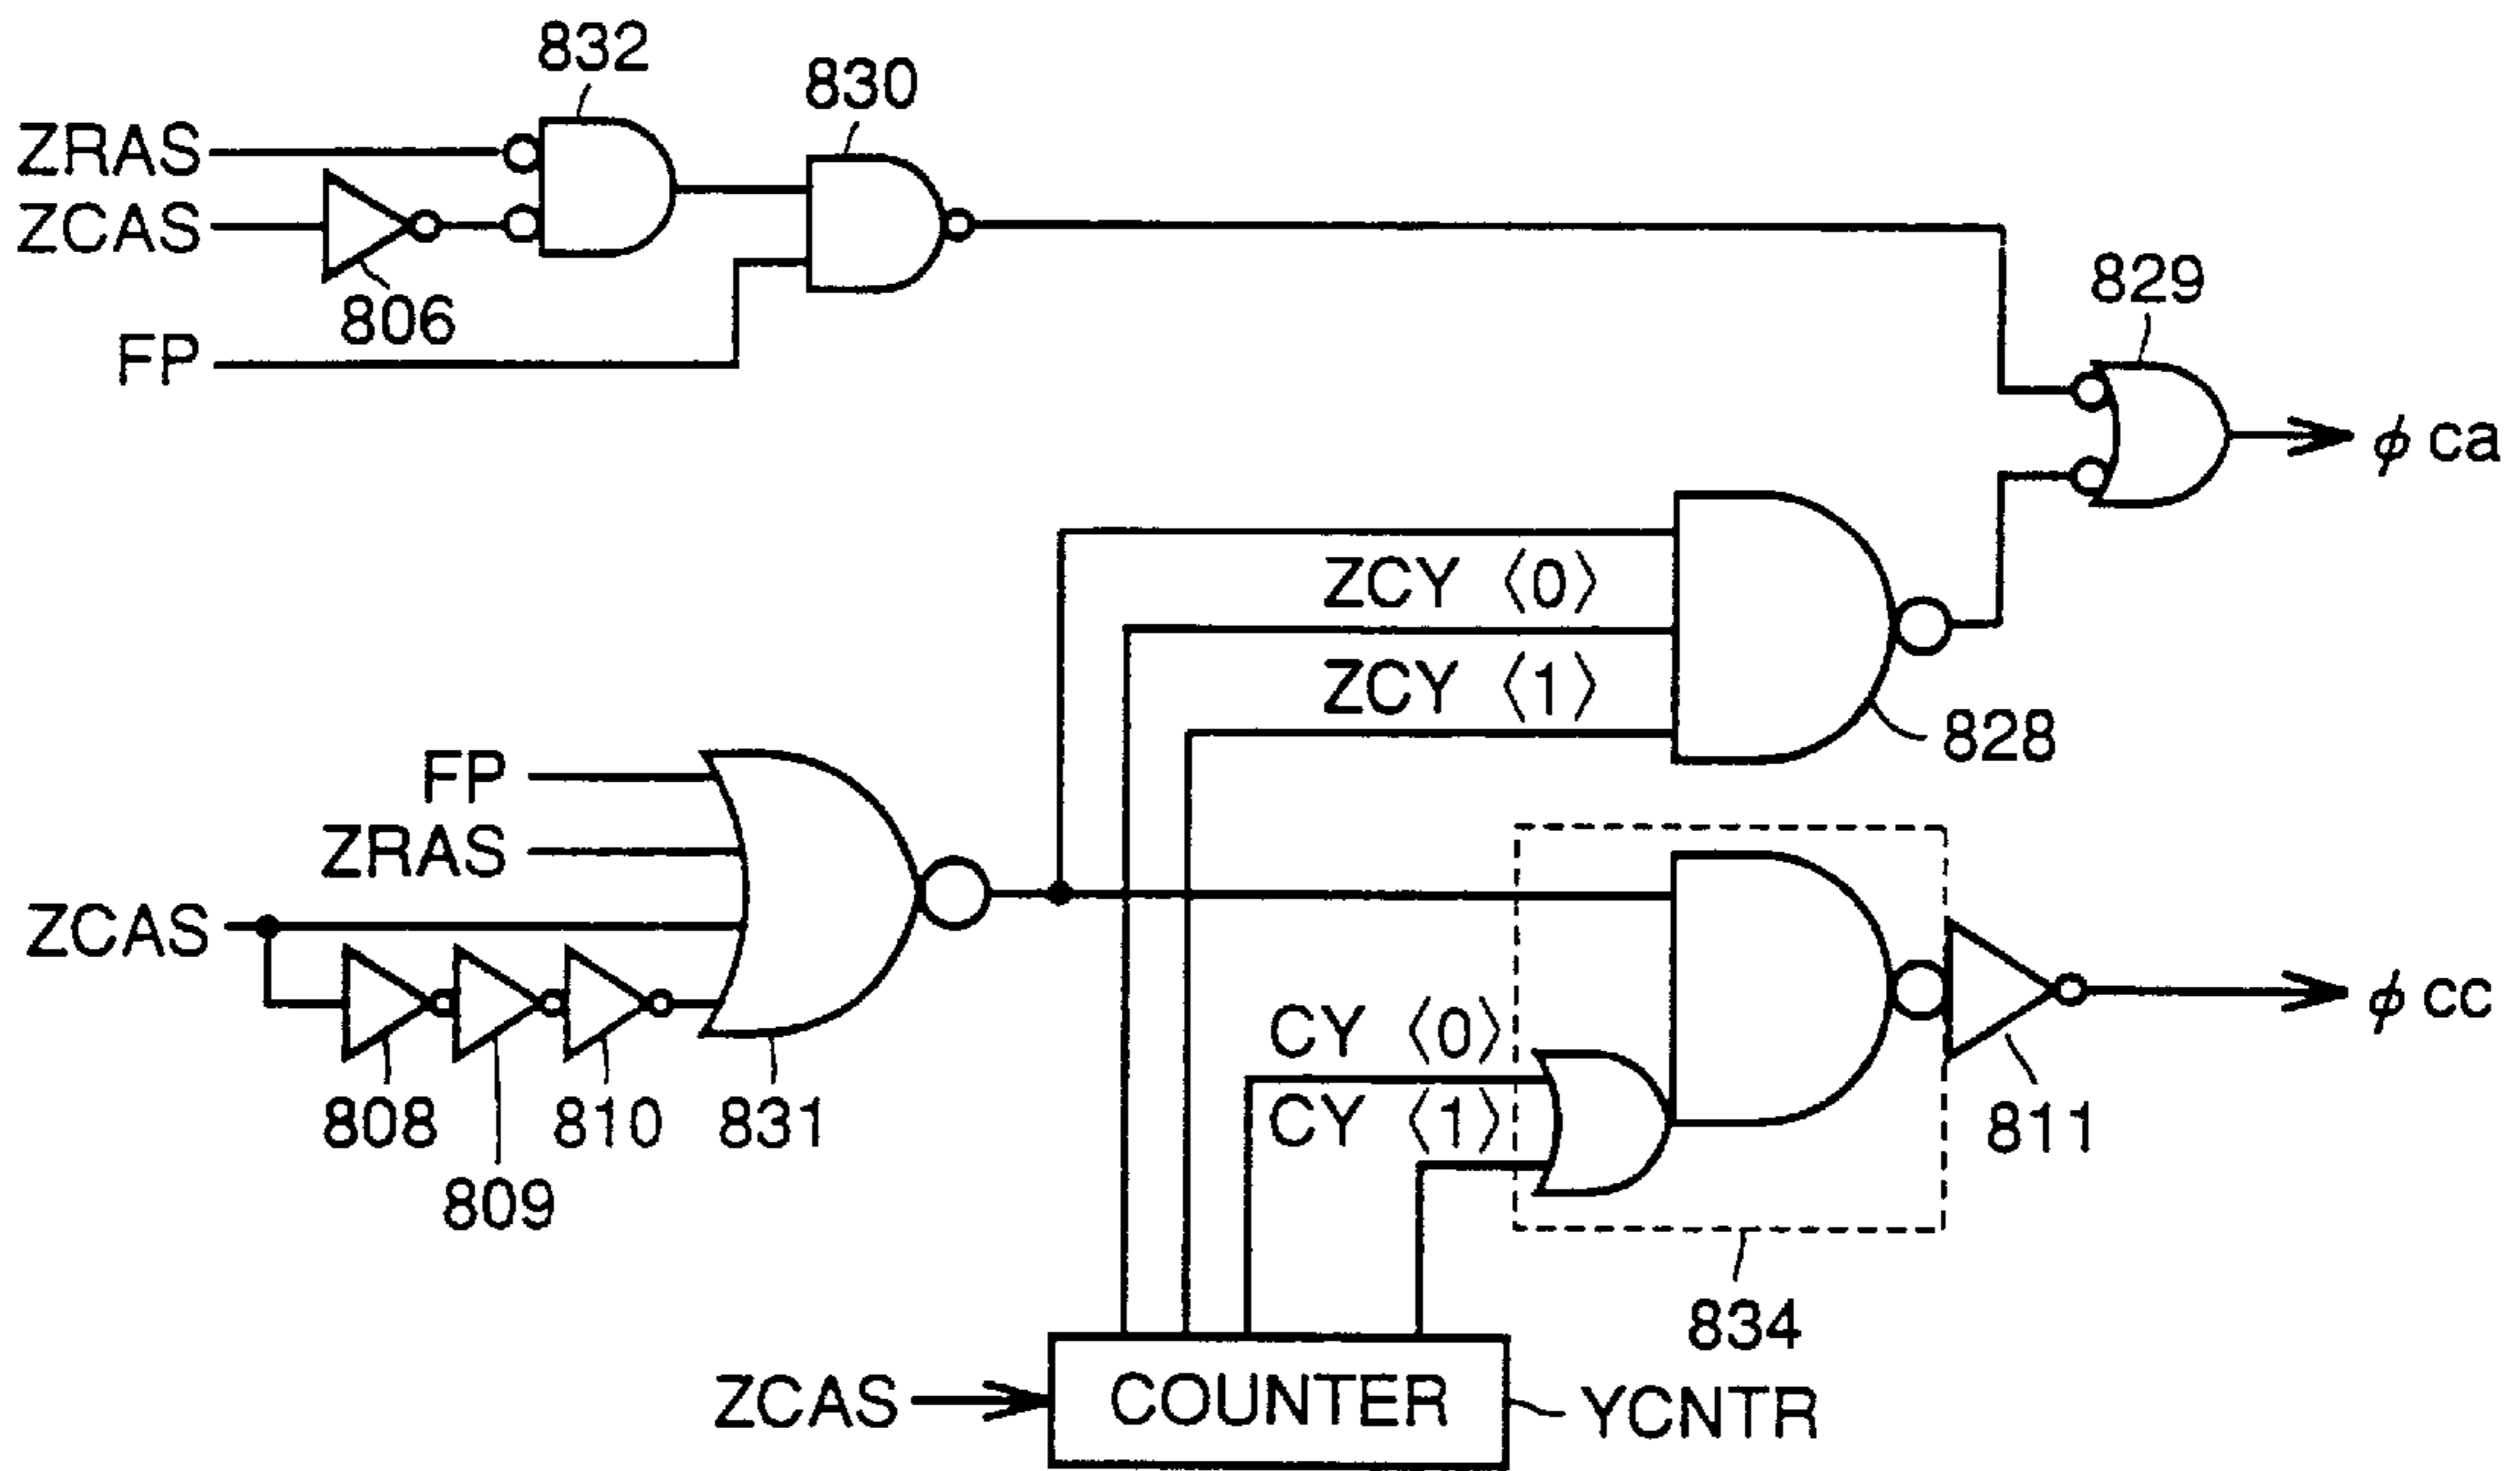 832
830
ZRAS
ZCAS
806
FP
829
ϕ ca
ZCY ⟨0⟩
ZCY ⟨1⟩
828
FP
ZRAS
ZCAS
808
809
810
831
CY ⟨0⟩
CY ⟨1⟩
811
ϕ cc
834
ZCAS
COUNTER
YCNTR